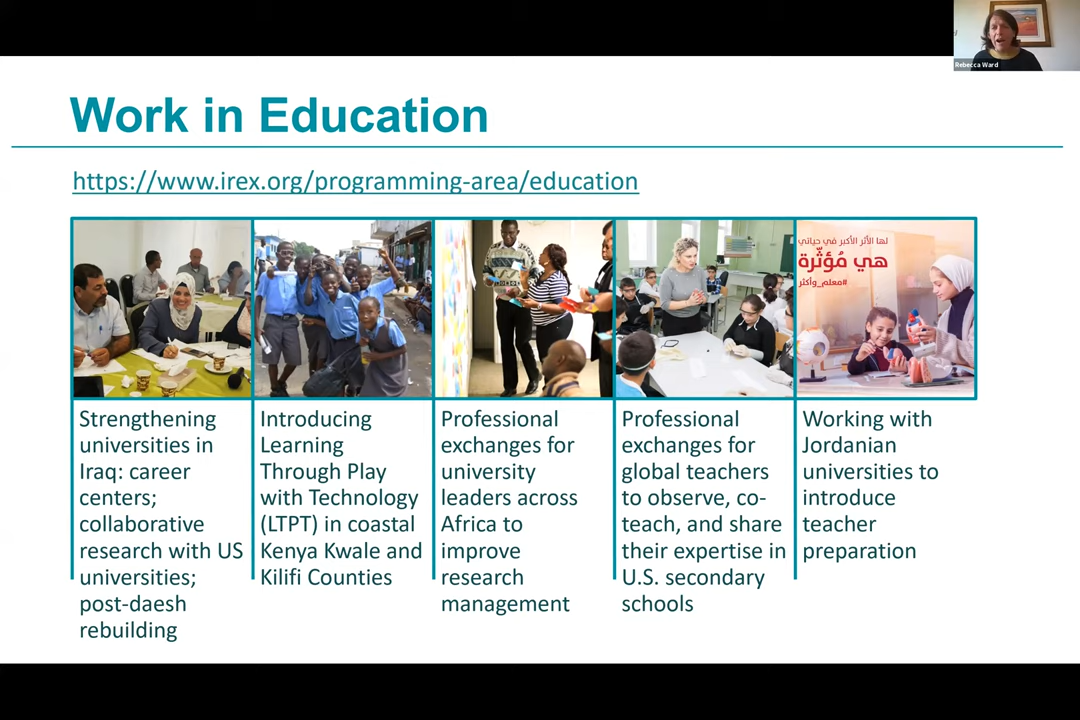 Rebecca Ward
Work in Education
https://www.irex.org/programming-area/education
لها الأثر الأكبر في حياتي
هي مُؤثّرة
#معلم_وأكثر
Strengthening
universities in
Iraq: career
centers;
collaborative
research with US
universities;
post-daesh
rebuilding
Introducing
Learning
Through Play
with Technology
(LTPT) in coastal
Kenya Kwale and
Kilifi Counties
Professional
exchanges for
university
leaders across
Africa to
improve
research
management
Professional
exchanges for
global teachers
to observe, co-
teach, and share
their expertise in
U.S. secondary
schools
Working with
Jordanian
universities to
introduce
teacher
preparation